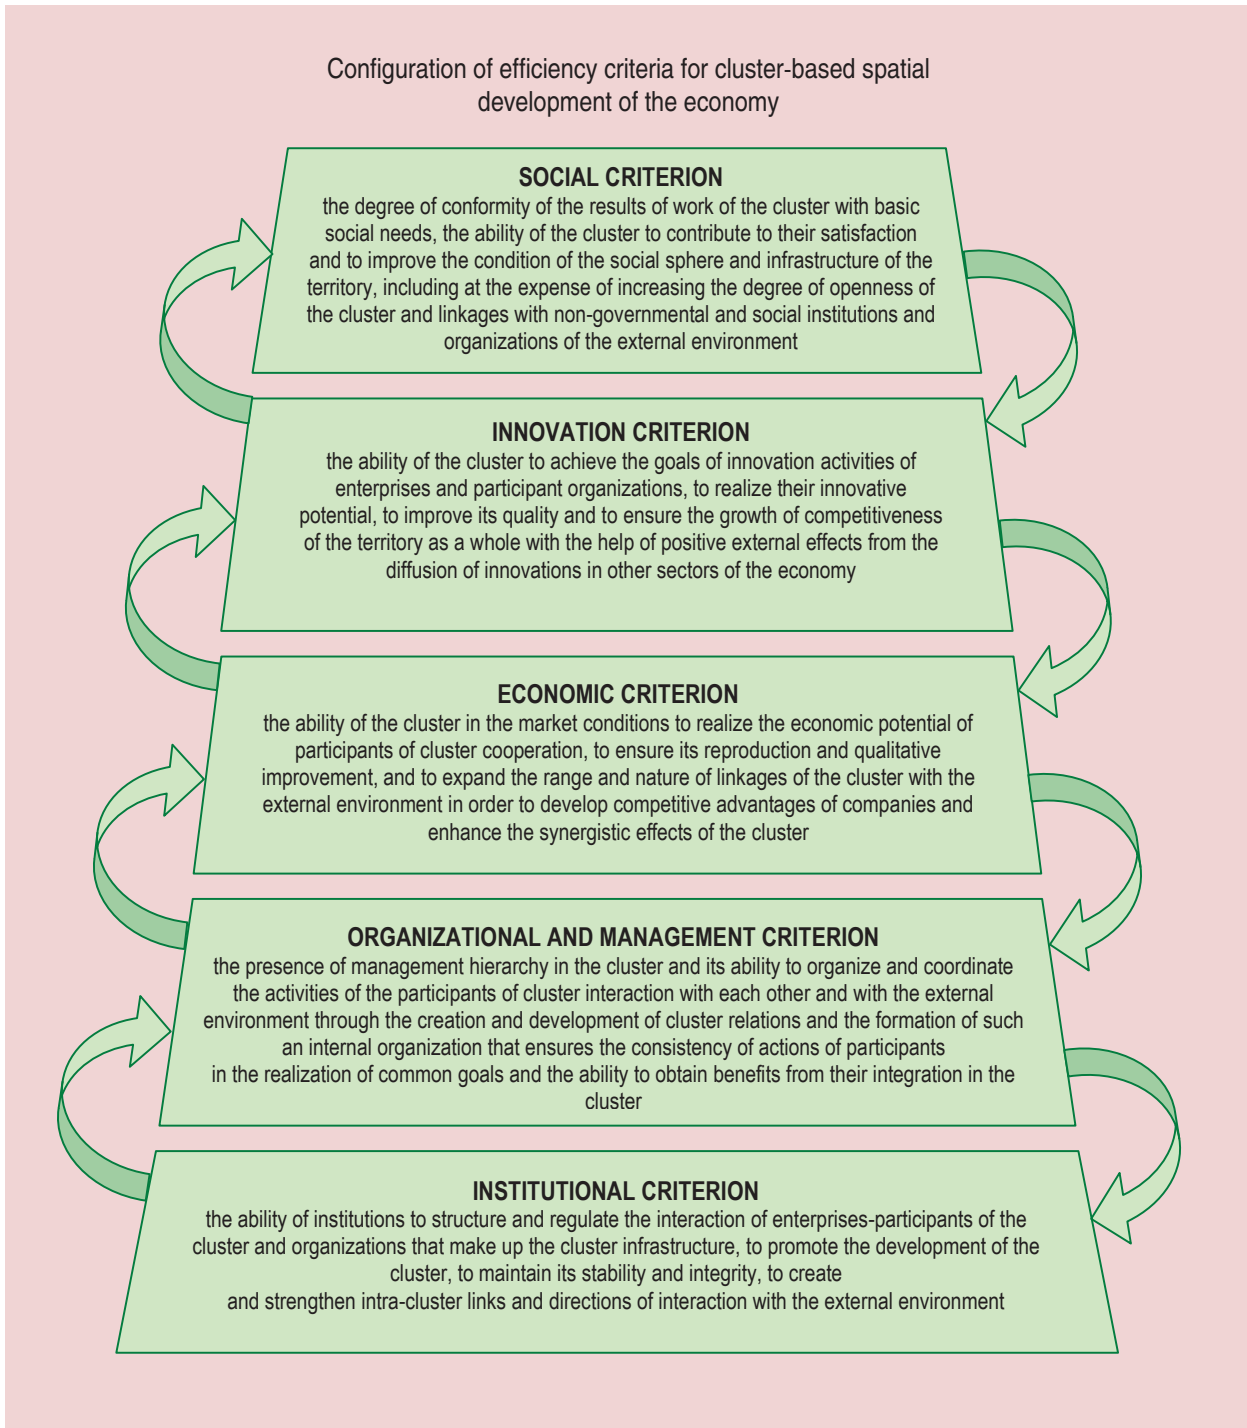 Configuration of efficiency criteria for cluster-based spatial
development of the economy
SOCIAL CRITERION
the degree of conformity of the results of work of the cluster with basic
social needs, the ability of the cluster to contribute to their satisfaction
and to improve the condition of the social sphere and infrastructure of the
territory, including at the expense of increasing the degree of openness of
the cluster and linkages with non-governmental and social institutions and
organizations of the external environment
INNOVATION CRITERION
the ability of the cluster to achieve the goals of innovation activities of
enterprises and participant organizations, to realize their innovative
potential, to improve its quality and to ensure the growth of competitiveness
of the territory as a whole with the help of positive external effects from the
diffusion of innovations in other sectors of the economy
ECONOMIC CRITERION
the ability of the cluster in the market conditions to realize the economic potential of
participants of cluster cooperation, to ensure its reproduction and qualitative
improvement, and to expand the range and nature of linkages of the cluster with the
external environment in order to develop competitive advantages of companies and
enhance the synergistic effects of the cluster
ORGANIZATIONAL AND MANAGEMENT CRITERION
the presence of management hierarchy in the cluster and its ability to organize and coordinate
the activities of the participants of cluster interaction with each other and with the external
environment through the creation and development of cluster relations and the formation of such
an internal organization that ensures the consistency of actions of participants
in the realization of common goals and the ability to obtain benefits from their integration in the
cluster
INSTITUTIONAL CRITERION
the ability of institutions to structure and regulate the interaction of enterprises-participants of the
cluster and organizations that make up the cluster infrastructure, to promote the development of the
cluster, to maintain its stability and integrity, to create
and strengthen intra-cluster links and directions of interaction with the external environment